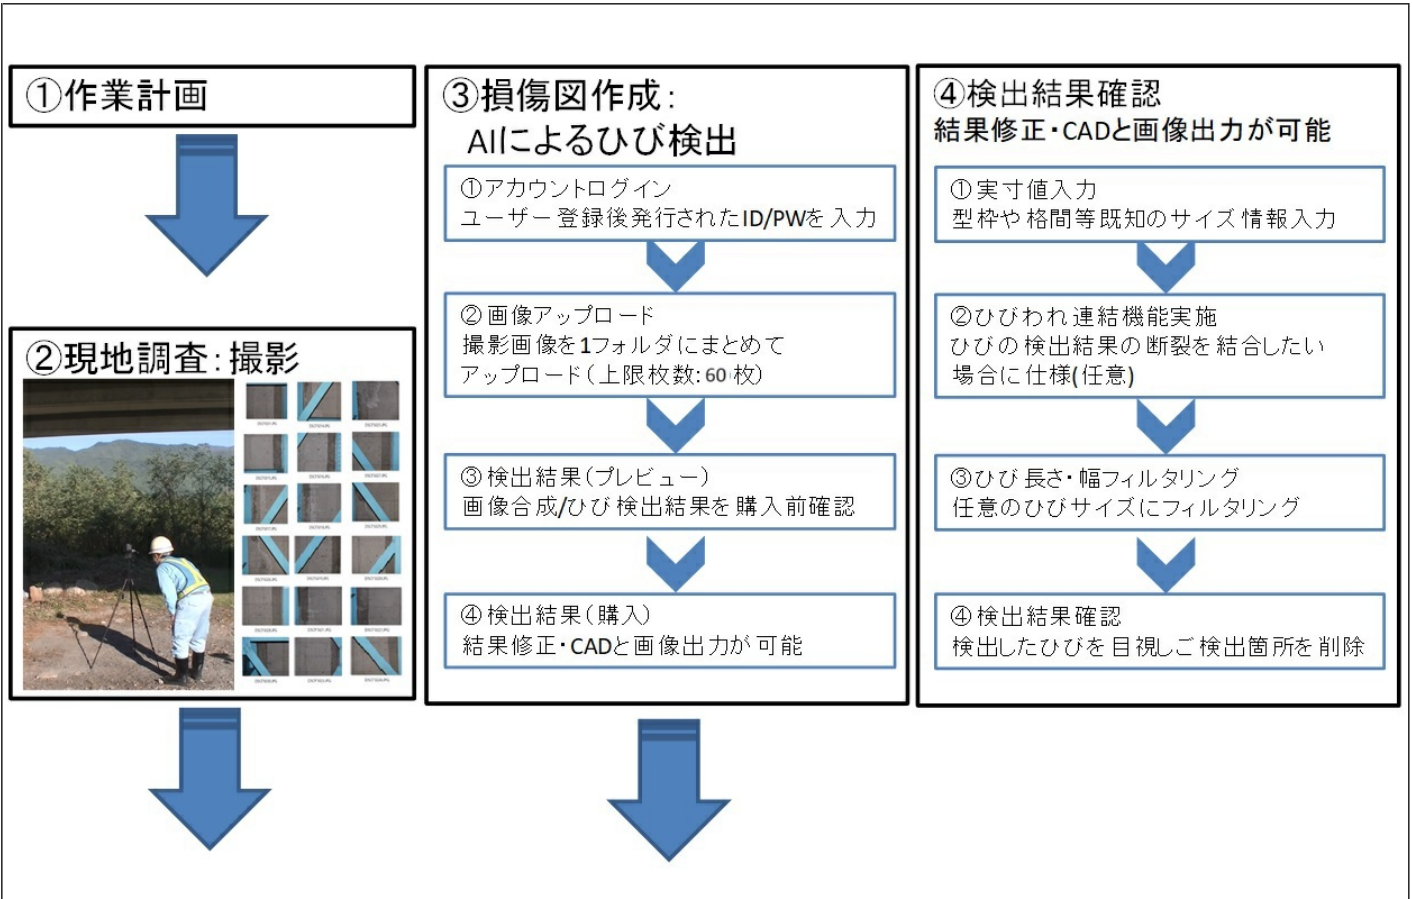 ①作業計画
②現地調査：撮影
③損傷図作成：
AIによるひび検出
①アカウントログイン
ユーザー登録後発行されたID/PWを入力
②画像アップロード
撮影画像を1フォルダにまとめて
アップロード（上限枚数：60枚）
③検出結果（プレビュー）
画像合成/ひび検出結果を購入前確認
④検出結果（購入）
結果修正・CADと画像出力が可能
④検出結果確認
結果修正・CADと画像出力が可能
①実寸値入力
型枠や格間等既知のサイズ情報入力
②ひびわれ連結機能実施
ひびの検出結果の断裂を結合したい
場合に仕様(任意)
③ひび長さ・幅フィルタリング
任意のひびサイズにフィルタリング
④検出結果確認
検出したひびを目視しご検出箇所を削除